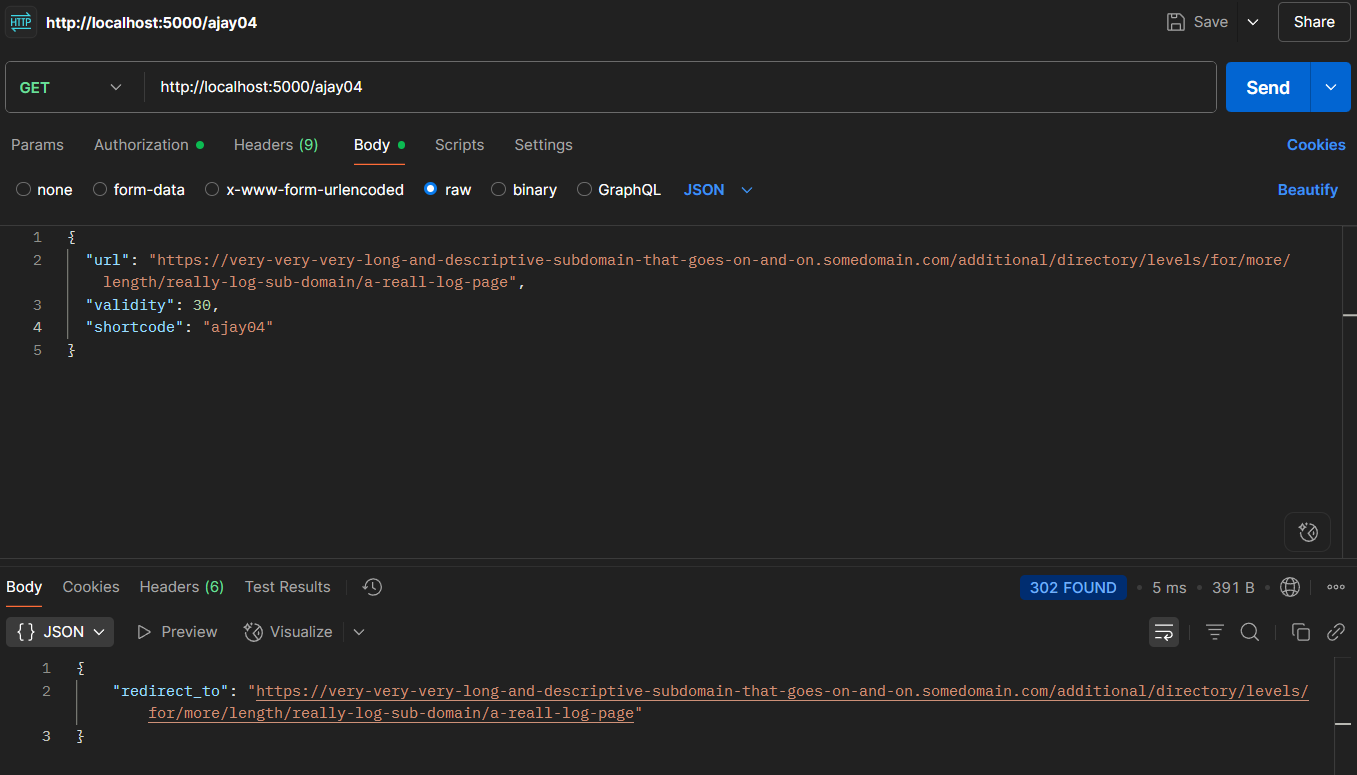 HTTP http://localhost:5000/ajay04 Save Share
GET http://localhost:5000/ajay04 Send
Params Authorization Headers (9) Body Scripts Settings Cookies
none form-data x-www-form-urlencoded raw binary GraphQL JSON Beautify
1 {
2 "url": "https://very-very-very-long-and-descriptive-subdomain-that-goes-on-and-on.somedomain.com/additional/directory/levels/for/more/
length/really-log-sub-domain/a-reall-log-page",
3 "validity": 30,
4 "shortcode": "ajay04"
5 }
Body Cookies Headers (6) Test Results 302 FOUND • 5 ms • 391 B •
{} JSON Preview Visualize
1 {
2 "redirect_to": "https://very-very-very-long-and-descriptive-subdomain-that-goes-on-and-on.somedomain.com/additional/directory/levels/
for/more/length/really-log-sub-domain/a-reall-log-page"
3 }